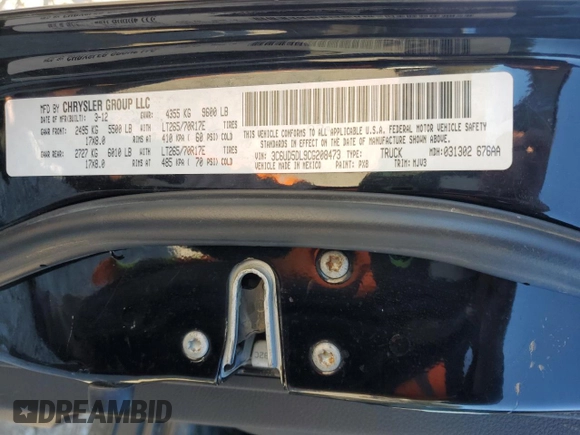 MFD BY CHRYSLER GROUP LLC
DATE OF MFR(BUILT): 3-12 GVWR: 4355 KG 9600 LB
GAWR FRONT: 2495 KG 5500 LB WITH LT265/70R17E TIRES
17X8.0 RIMS AT 410 KPA ( 60 PSI) COLD
GAWR REAR: 2727 KG 6010 LB WITH LT265/70R17E TIRES
17X8.0 RIMS AT 485 KPA ( 70 PSI) COLD
THIS VEHICLE CONFORMS TO ALL APPLICABLE U.S.A. FEDERAL MOTOR VEHICLE SAFETY
STANDARDS IN EFFECT ON THE DATE OF MANUFACTURE SHOWN ABOVE
VIN: 3C6UD5DL9CG208473 TYPE: TRUCK MDH: 031302 676AA
VEHICLE MADE IN MEXICO PAINT: PXB TRIM: MJV9
DREAMBID